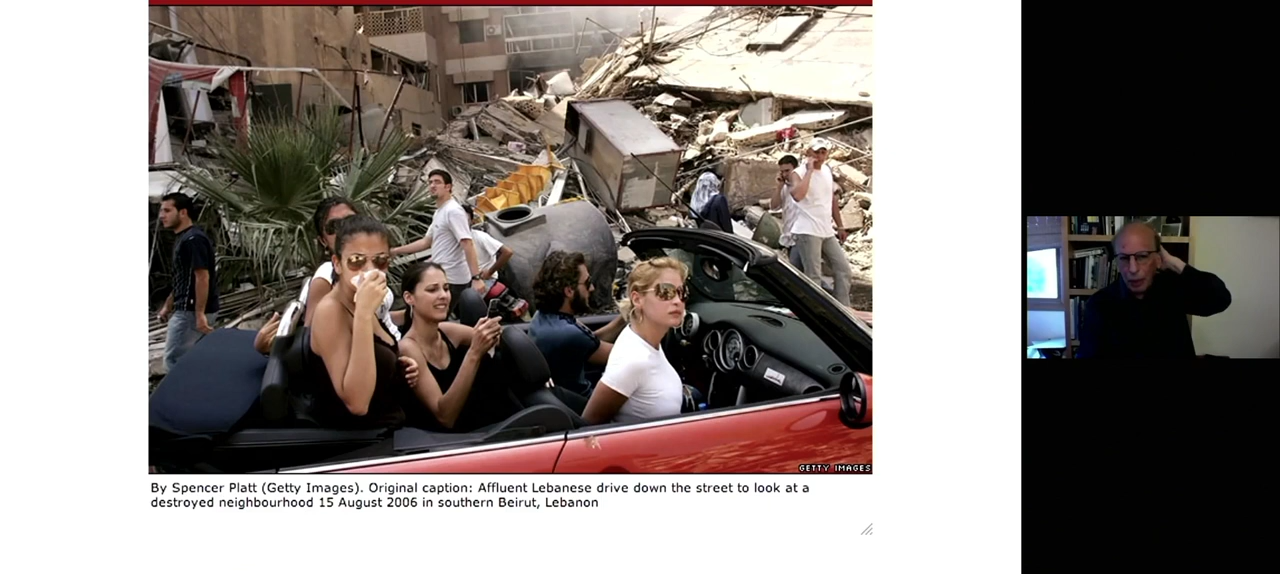 GETTY IMAGES
By Spencer Platt (Getty Images). Original caption: Affluent Lebanese drive down the street to look at a
destroyed neighbourhood 15 August 2006 in southern Beirut, Lebanon